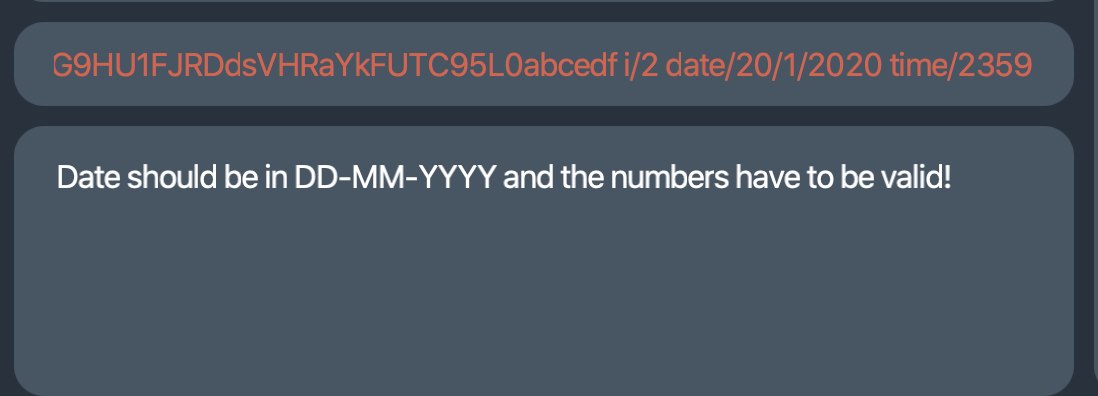 G9HU1FJRDdsVHRaYkFUTC95L0abcedf i/2 date/20/1/2020 time/2359
Date should be in DD-MM-YYYY and the numbers have to be valid!